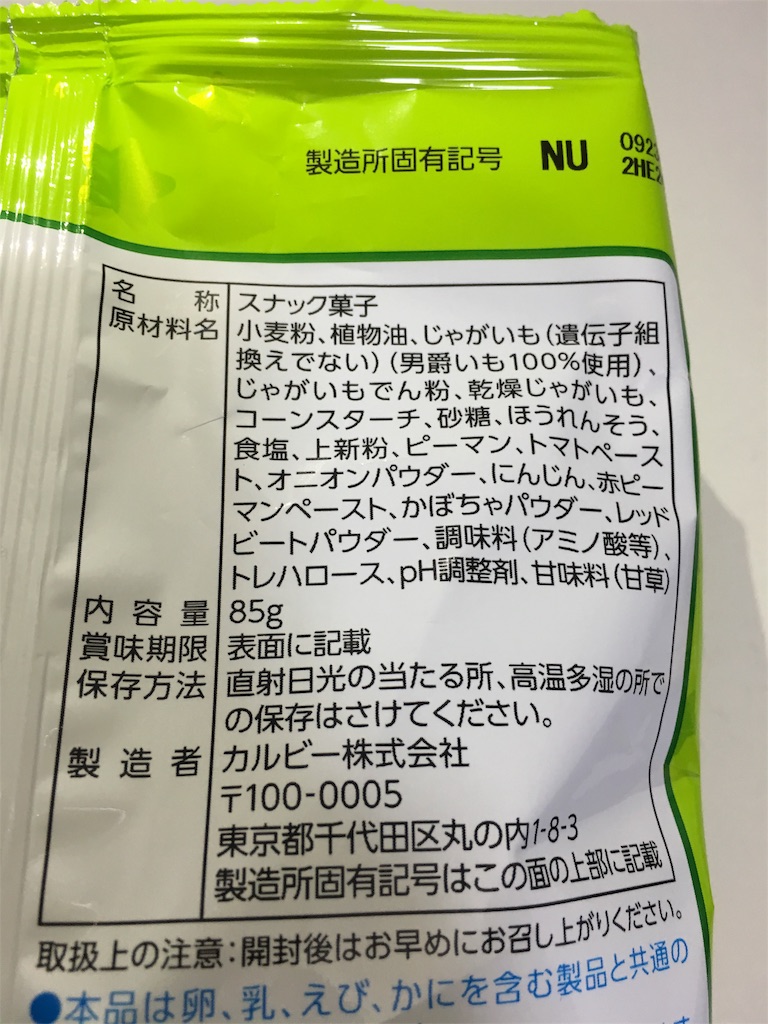 製造所固有記号 NU
名称 スナック菓子
原材料名 小麦粉、植物油、じゃがいも(遺伝子組
換えでない)(男爵いも100%使用)、
じゃがいもでん粉、乾燥じゃがいも、
コーンスターチ、砂糖、ほうれんそう、
食塩、上新粉、ピーマン、トマトペース
ト、オニオンパウダー、にんじん、赤ピー
マンペースト、かぼちゃパウダー、レッド
ビートパウダー、調味料(アミノ酸等)、
トレハロース、pH調整剤、甘味料(甘草)
内容量 85g
賞味期限 表面に記載
保存方法 直射日光の当たる所、高温多湿の所で
の保存はさけてください。
製造者 カルビー株式会社
〒100-0005
東京都千代田区丸の内1-8-3
製造所固有記号はこの面の上部に記載
取扱上の注意:開封後はお早めにお召し上がりください。
●本品は卵、乳、えび、かにを含む製品と共通の